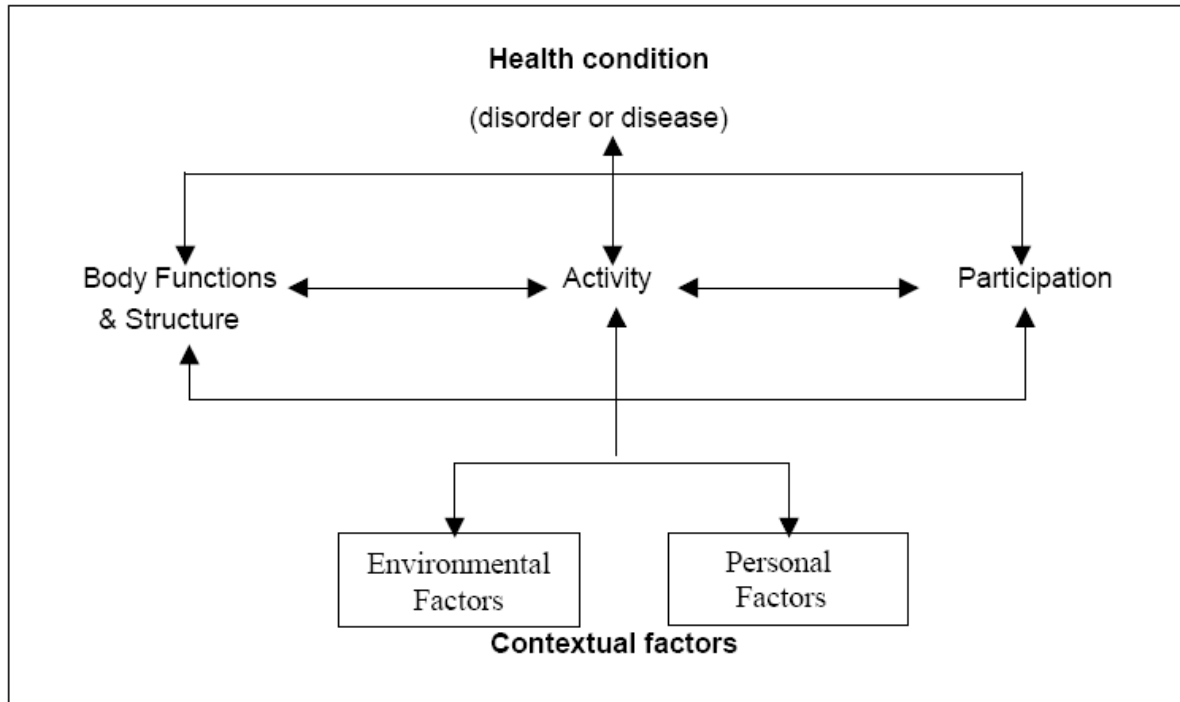 Health condition
(disorder or disease)
Body Functions
& Structure
Activity
Participation
Environmental
Factors
Personal
Factors
Contextual factors